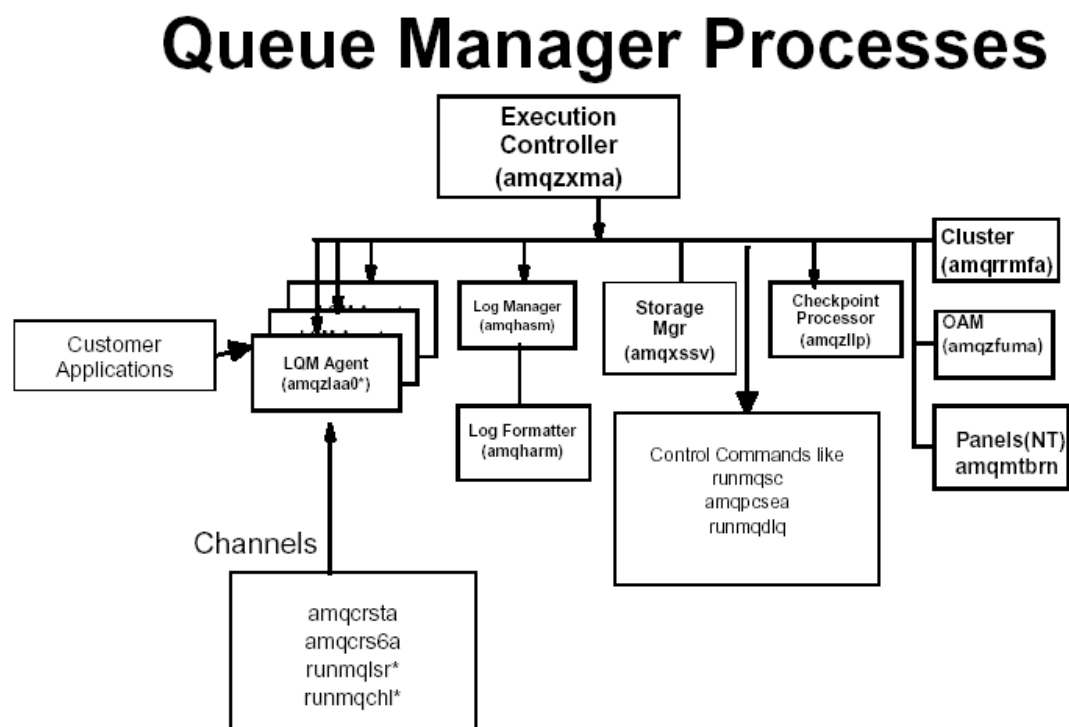 Queue Manager Processes
Execution
Controller
(amqzxma)
Cluster
(amqrrmfa)
Log Manager
(amqhasm)
Storage
Mgr
(amqxssv)
Checkpoint
Processor
(amqzllp)
OAM
(amqzfuma)
Customer
Applications
LQM Agent
(amqzlaa0*)
Log Formatter
(amqharm)
Panels(NT)
amqmtbrn
Control Commands like
runmqsc
amqpcsea
runmqdlq
Channels
amqcrsta
amqcrs6a
runmqlsr*
runmqchl*